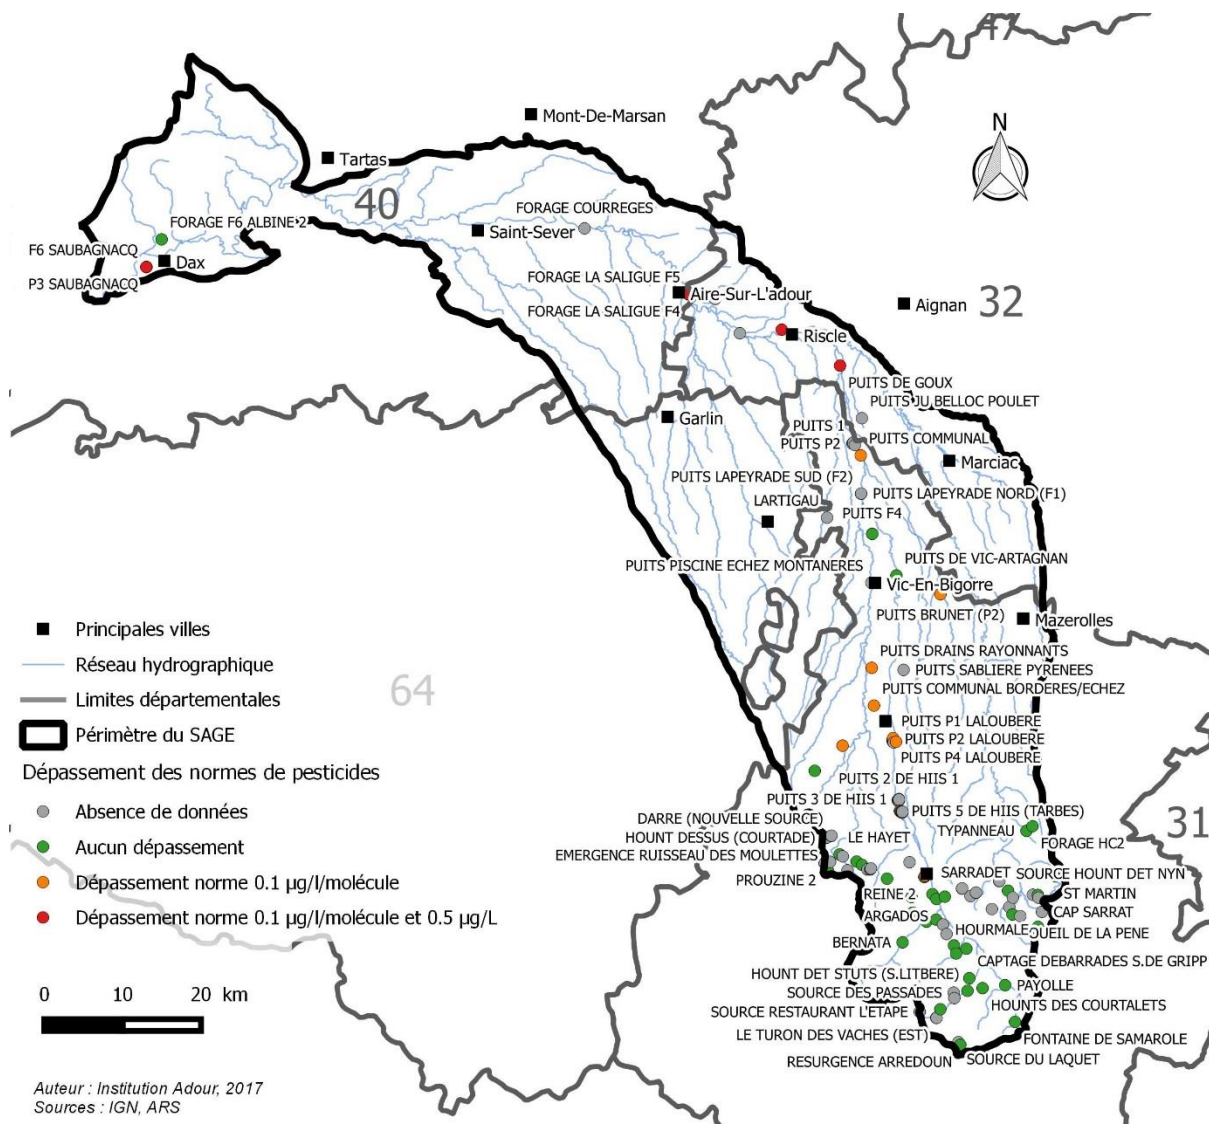 47
N
Mont-De-Marsan
Tartas
40
FORAGE COURREGES
FORAGE F6 ALBINE 2
Saint-Sever
F6 SAUBAGNACQ
Dax
P3 SAUBAGNACQ
FORAGE LA SALIGUE F5
Aire-Sur-L'adour
FORAGE LA SALIGUE F4
Aignan
32
Riscle
PUITS DE GOUX
PUITS JU BELLOC POULET
Garlin
PUITS 1
PUITS P2
PUITS COMMUNAL
Marciac
PUITS LAPEYRADE SUD (F2)
PUITS LAPEYRADE NORD (F1)
LARTIGAU
PUITS F4
PUITS DE VIC-ARTAGNAN
PUITS PISCINE ECHEZ MONTANERES
Vic-En-Bigorre
PUITS BRUNET (P2)
Mazerolles
PUITS DRAINS RAYONNANTS
PUITS SABLIERE PYRENEES
64
PUITS COMMUNAL BORDERES/ECHEZ
PUITS P1 LALOUBERE
PUITS P2 LALOUBERE
PUITS P4 LALOUBERE
PUITS 2 DE HIIS 1
PUITS 3 DE HIIS 1
PUITS 5 DE HIIS (TARBES)
DARRE (NOUVELLE SOURCE)
31
HOUNT DESSUS (COURTADE)
LE HAYET
TYPANNEAU
FORAGE HC2
EMERGENCE RUISSEAU DES MOULETTES
PROUZINE 2
SARRADET
SOURCE HOUNT DET NYN
REINE 2
ST MARTIN
ARGADOS
CAP SARRAT
HOURMALE
OUEIL DE LA PENE
BERNATA
CAPTAGE DEBARRADES S.DE GRIPP
HOUNT DET STUTS (S.LITBERE)
PAYOLLE
SOURCE DES PASSADES
HOUNTS DES COURTALETS
SOURCE RESTAURANT L'ETAPE
LE TURON DES VACHES (EST)
FONTAINE DE SAMAROLE
RESURGENCE ARREDOUN
SOURCE DU LAQUET
Principales villes
Réseau hydrographique
Limites départementales
Périmètre du SAGE
Dépassement des normes de pesticides
Absence de données
Aucun dépassement
Dépassement norme 0.1 µg/l/molécule
Dépassement norme 0.1 µg/l/molécule et 0.5 µg/L
0 10 20 km
Auteur : Institution Adour, 2017
Sources : IGN, ARS